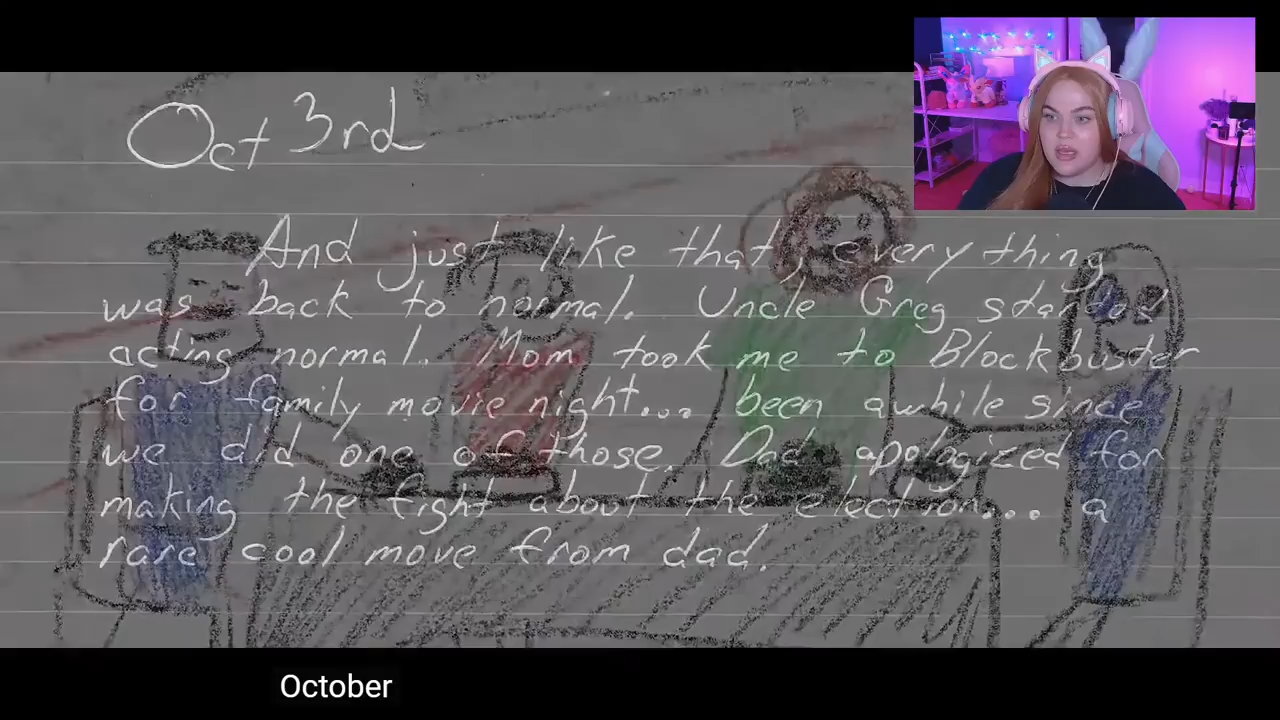 Oct 3rd
And just like that, everything
was back to normal. Uncle Greg started
acting normal. Mom took me to Blockbuster
for family movie night... been awhile since
we did one of those. Dad apologized for
making the fight about the election... a
rare cool move from dad.
October